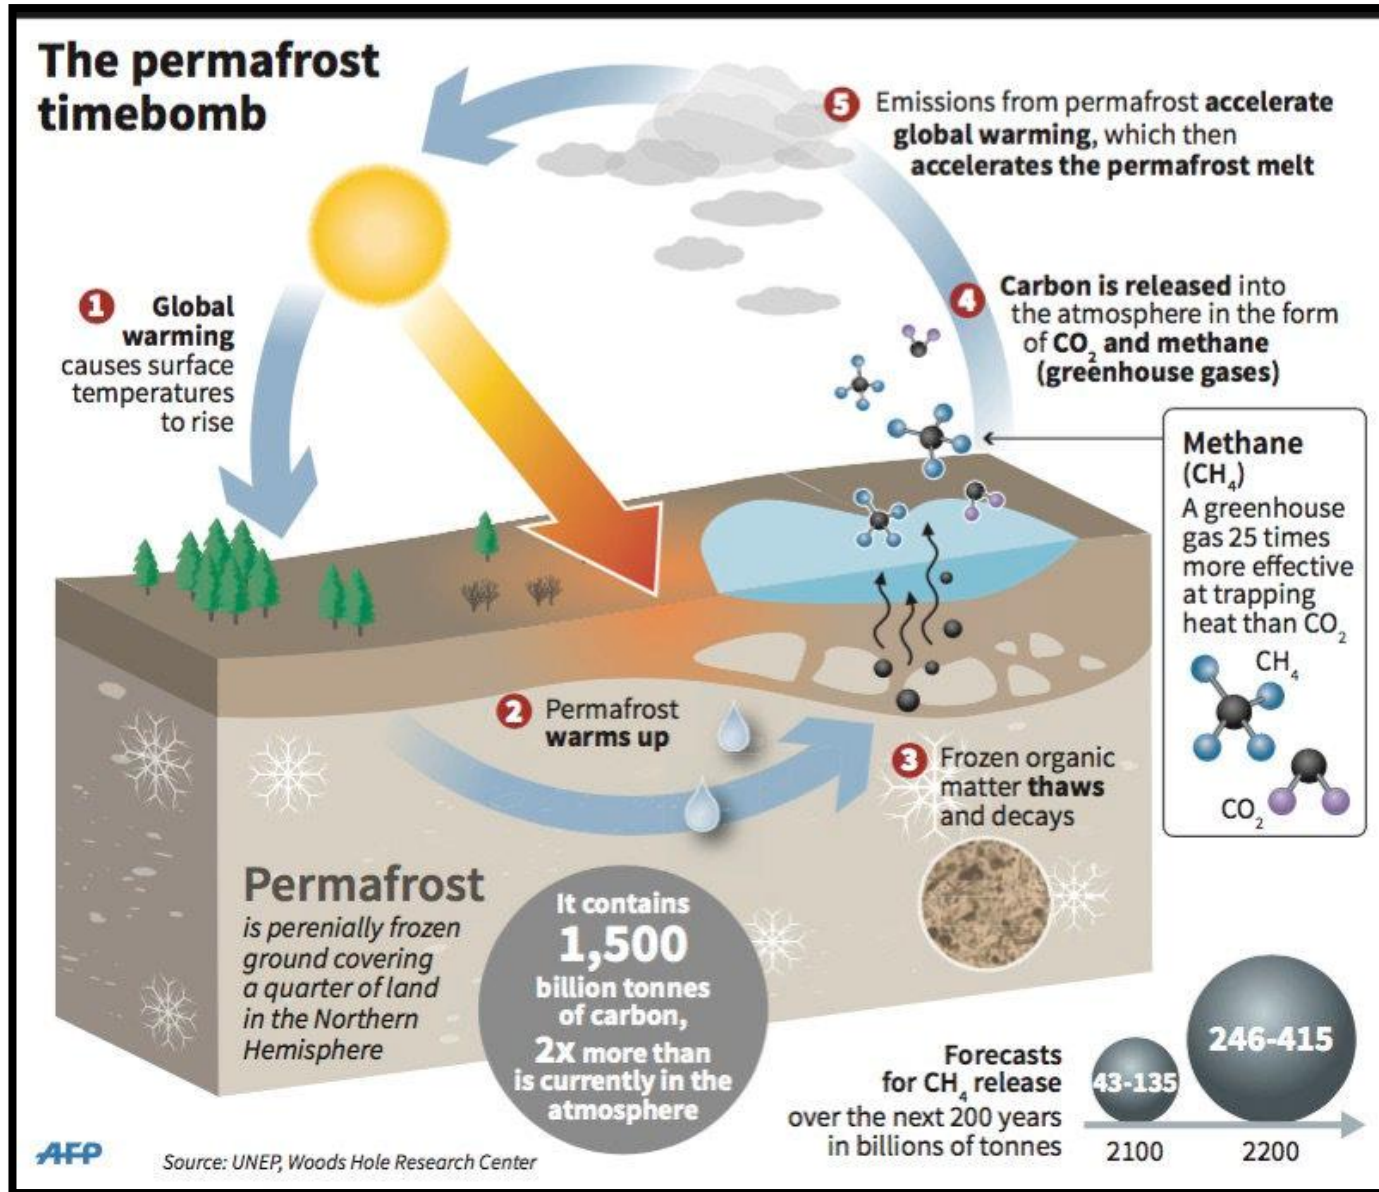 The permafrost
timebomb
1 Global
warming
causes surface
temperatures
to rise
2 Permafrost
warms up
3 Frozen organic
matter thaws
and decays
4 Carbon is released into
the atmosphere in the form
of CO2 and methane
(greenhouse gases)
5 Emissions from permafrost accelerate
global warming, which then
accelerates the permafrost melt
Methane
(CH4)
A greenhouse
gas 25 times
more effective
at trapping
heat than CO2
CH4
CO2
Permafrost
is perenially frozen
ground covering
a quarter of land
in the Northern
Hemisphere
It contains
1,500
billion tonnes
of carbon,
2x more than
is currently in the
atmosphere
Forecasts
for CH4 release
over the next 200 years
in billions of tonnes
43-135
246-415
2100
2200
AFP
Source: UNEP, Woods Hole Research Center